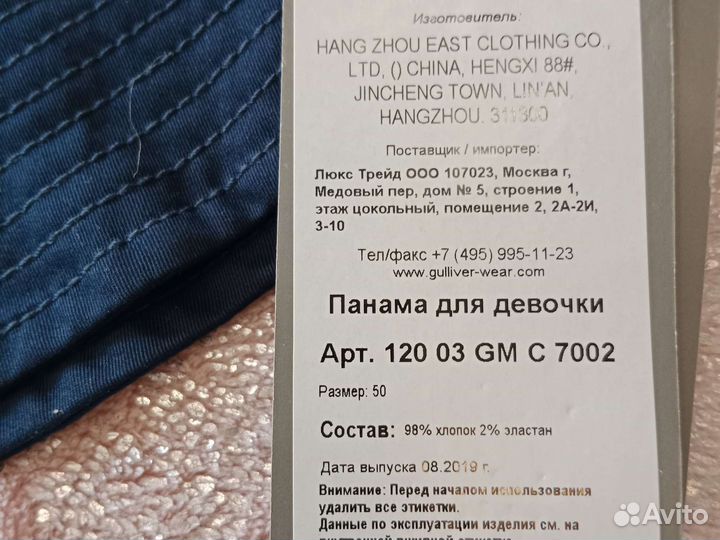 Изготовитель:
HANG ZHOU EAST CLOTHING CO.,
LTD, () CHINA, HENGXI 88#,
JINCHENG TOWN, LIN'AN,
HANGZHOU. 311300
Поставщик / импортер:
Люкс Трейд ООО 107023, Москва г,
Медовый пер, дом № 5, строение 1,
этаж цокольный, помещение 2, 2А-2И,
3-10
Тел/факс +7 (495) 995-11-23
www.gulliver-wear.com
Панама для девочки
Арт. 120 03 GM C 7002
Размер: 50
Состав: 98% хлопок 2% эластан
Дата выпуска 08.2019 г.
Внимание: Перед началом использования
удалить все этикетки.
Данные по эксплуатации изделия см. на
Avito